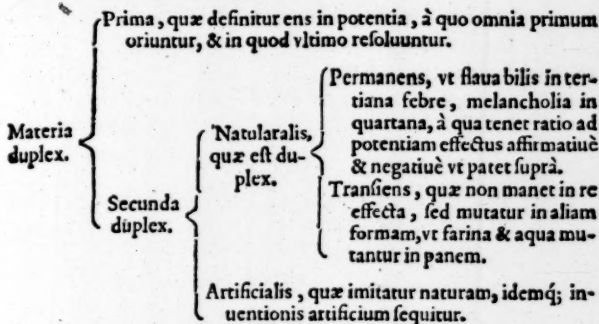 Prima, quæ definitur ens in potentia, à quo omnia primum
oriuntur, & in quod vltimo reſoluuntur.
Materia
duplex.
Secunda
duplex.
Natularalis,
quæ eſt du-
plex.
Permanens, vt flaua bilis in ter-
tiana febre, melancholia in
quartana, à qua tenet ratio ad
potentiam effectus affirmatiuè
& negatiuè vt patet ſuprà.
Tranſiens, quæ non manet in re
effecta, ſed mutatur in aliam
formam, vt farina & aqua mu-
tantur in panem.
Artificialis, quæ imitatur naturam, idemq́; in-
uentionis artificium ſequitur.